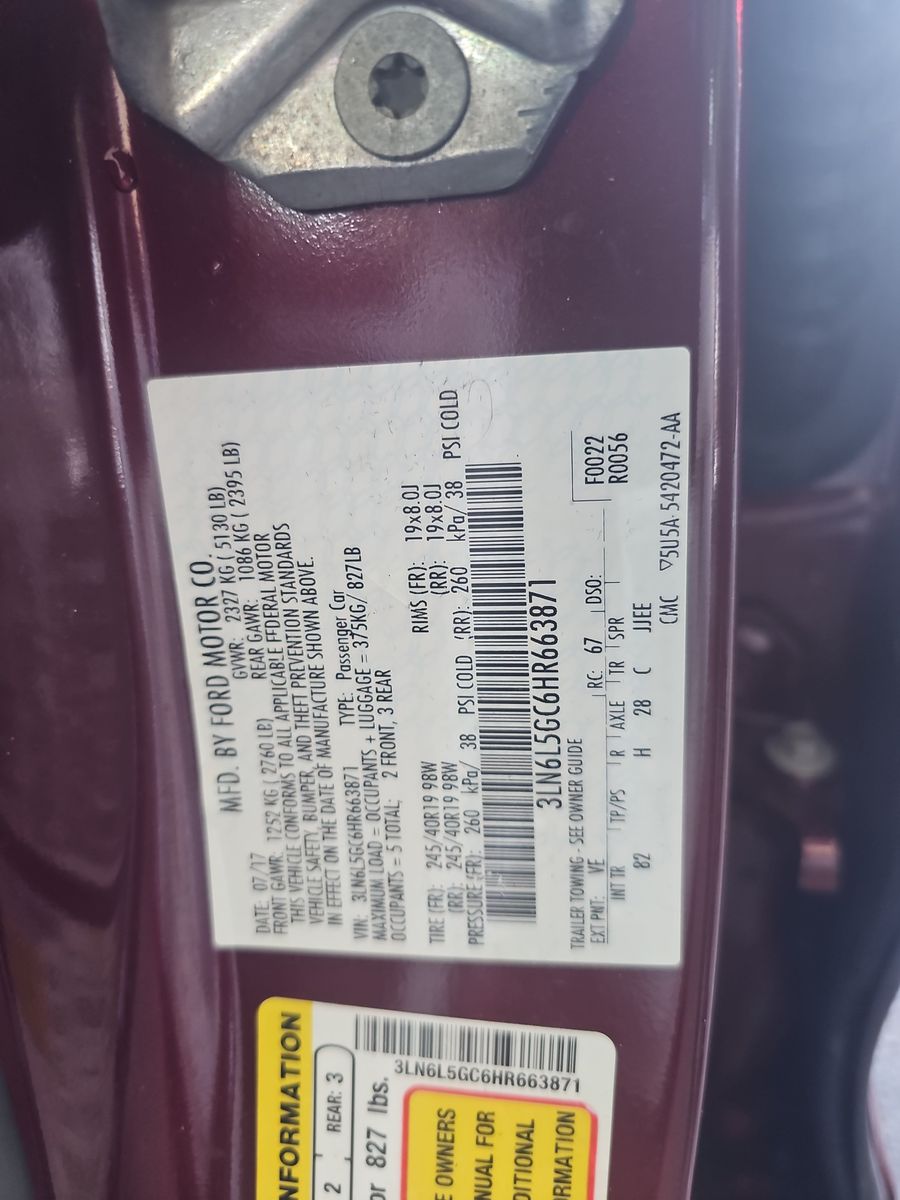 MFD. BY FORD MOTOR CO.
DATE: 07/17 GVWR: 2327 KG ( 5130 LB)
FRONT GAWR: 1252 KG ( 2760 LB) REAR GAWR: 1086 KG ( 2395 LB)
THIS VEHICLE CONFORMS TO ALL APPLICABLE FEDERAL MOTOR
VEHICLE SAFETY, BUMPER, AND THEFT PREVENTION STANDARDS
IN EFFECT ON THE DATE OF MANUFACTURE SHOWN ABOVE.
VIN: 3LN6L5GC6HR663871 TYPE: Passenger Car
MAXIMUM LOAD = OCCUPANTS + LUGGAGE = 375KG/ 827LB
OCCUPANTS = 5 TOTAL; 2 FRONT, 3 REAR
TIRE (FR): 245/40R19 98W RIMS (FR): 19x8.0J
(RR): 245/40R19 98W (RR): 19x8.0J
PRESSURE (FR): 260 kPa/ 38 PSI COLD (RR): 260 kPa/ 38 PSI COLD
3LN6L5GC6HR663871
TRAILER TOWING - SEE OWNER GUIDE F0022
EXT PNT: VE RC: 67 DSO: R0056
INT TR TP/PS R AXLE TR SPR
82 H 28 C JJEE
CMC ▽5U5A-5420472-AA
NFORMATION
2 REAR: 3
or 827 lbs.
3LN6L5GC6HR663871
E OWNERS
NUAL FOR
DITIONAL
RMATION